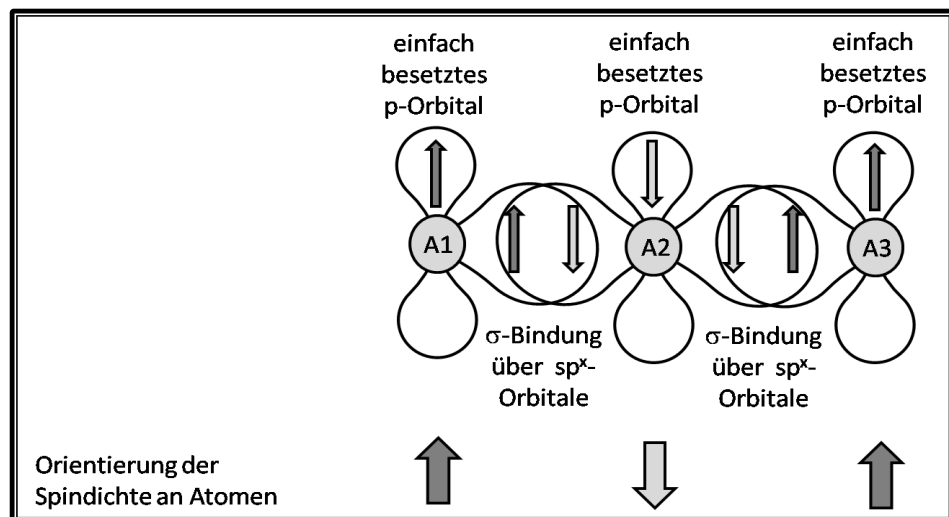 einfach
besetztes
p-Orbital
einfach
besetztes
p-Orbital
einfach
besetztes
p-Orbital
A1
A2
A3
σ-Bindung
über spˣ-
Orbitale
σ-Bindung
über spˣ-
Orbitale
Orientierung der
Spindichte an Atomen